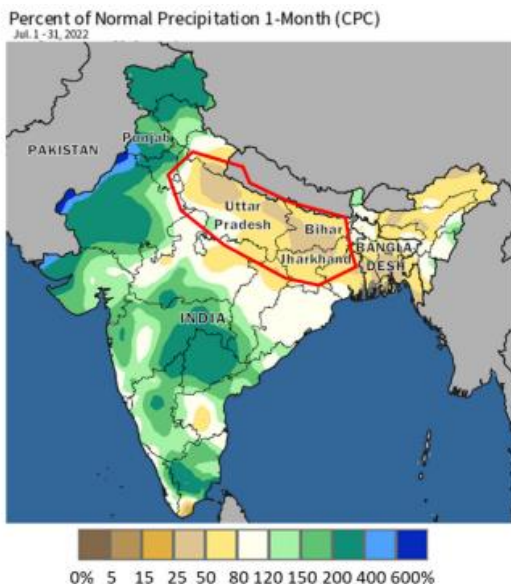 Percent of Normal Precipitation 1-Month (CPC)
Jul. 1 - 31, 2022
Punjab
PAKISTAN
Uttar
Pradesh
Bihar
BANGLA
Jharkhand
DESH
INDIA
0% 5 15 25 50 80 120 150 200 400 600%